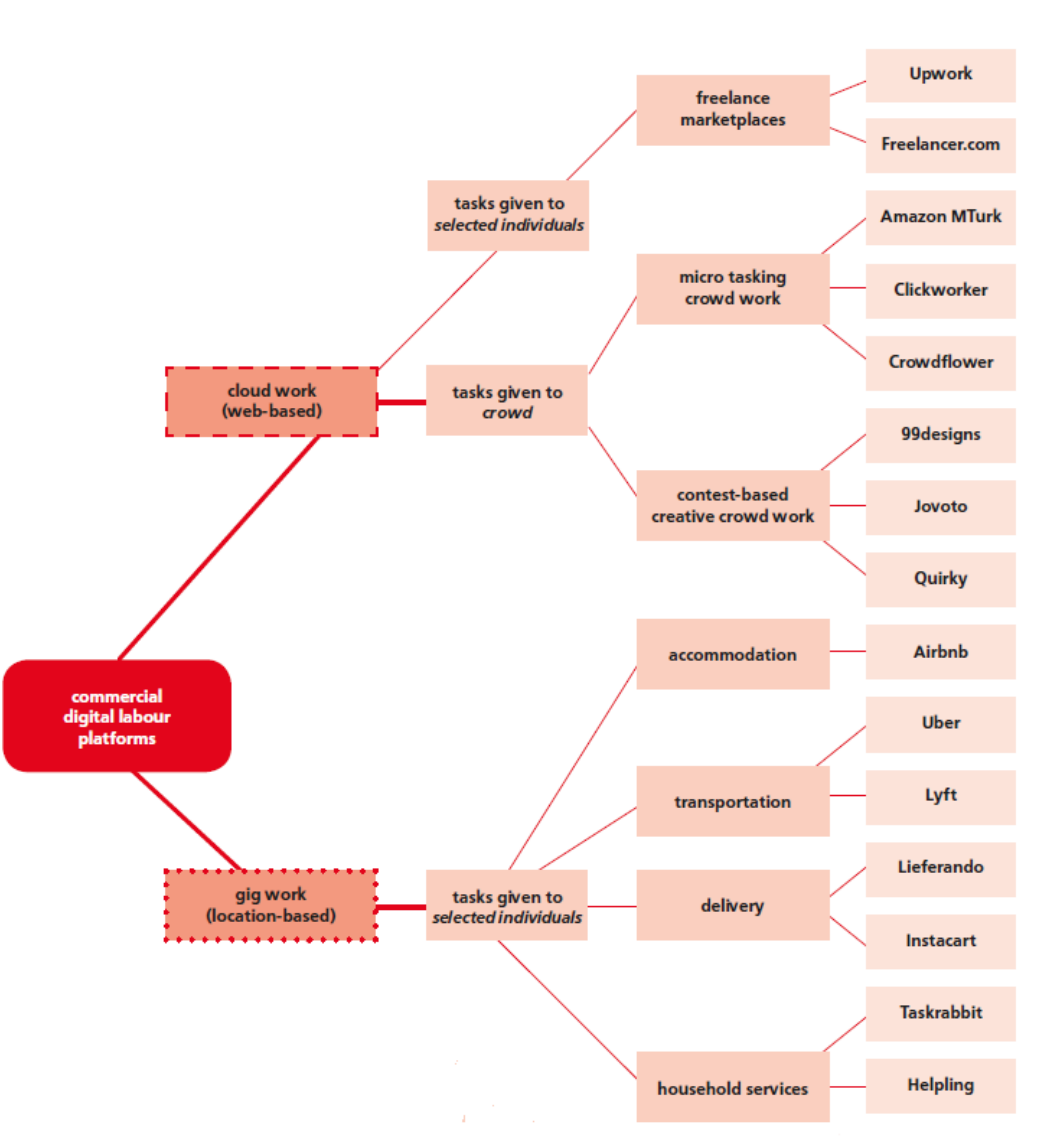 freelance
marketplaces
Upwork
Freelancer.com
tasks given to
selected individuals
micro tasking
crowd work
Amazon MTurk
Clickworker
Crowdflower
cloud work
(web-based)
tasks given to
crowd
contest-based
creative crowd work
99designs
Jovoto
Quirky
commercial
digital labour
platforms
accommodation
Airbnb
transportation
Uber
Lyft
gig work
(location-based)
tasks given to
selected individuals
delivery
Lieferando
Instacart
household services
Taskrabbit
Helpling